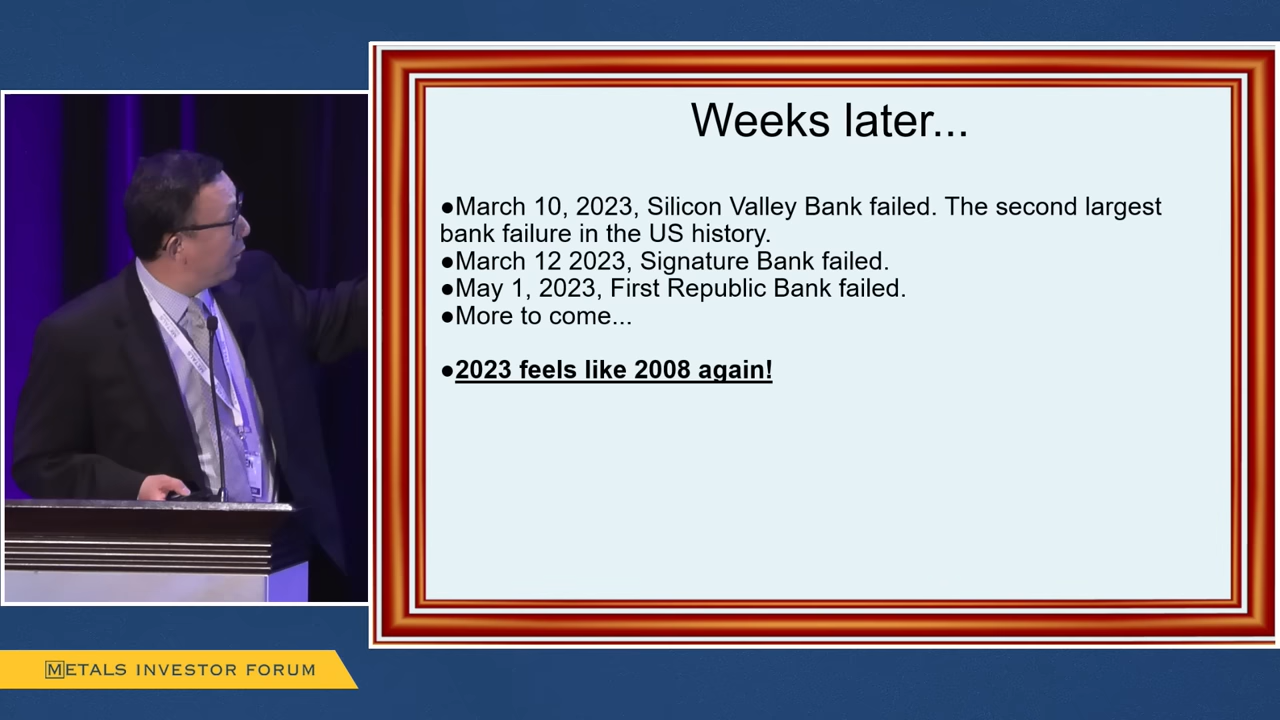 Weeks later...
●March 10, 2023, Silicon Valley Bank failed. The second largest
bank failure in the US history.
●March 12 2023, Signature Bank failed.
●May 1, 2023, First Republic Bank failed.
●More to come...
●2023 feels like 2008 again!
METALS INVESTOR FORUM